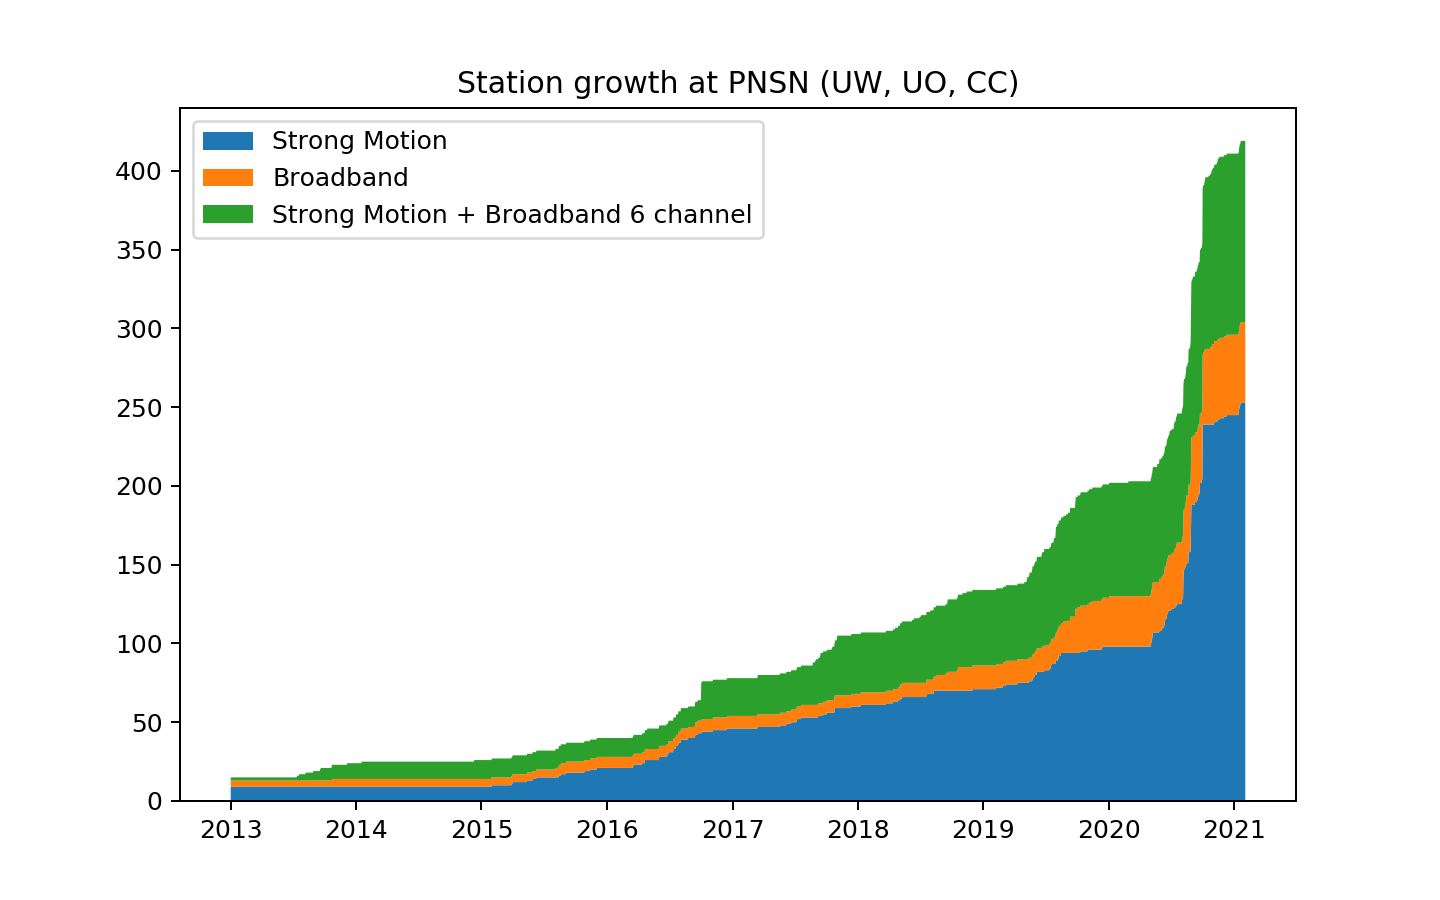 Station growth at PNSN (UW, UO, CC)
Strong Motion
Broadband
Strong Motion + Broadband 6 channel
400
350
300
250
200
150
100
50
0
2013 2014 2015 2016 2017 2018 2019 2020 2021